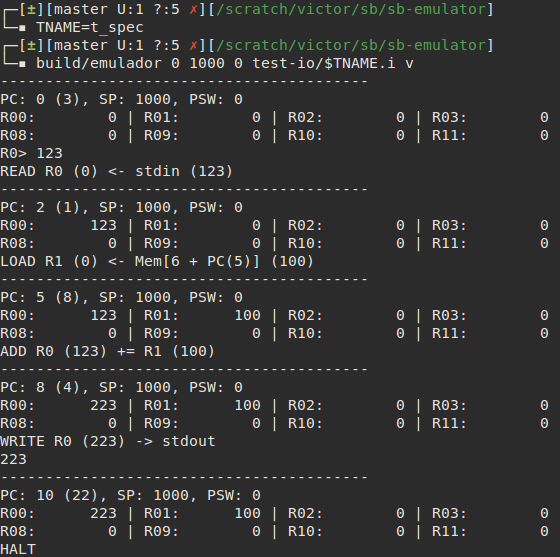 ┌─[±][master U:1 ?:5 ✗][/scratch/victor/sb/sb-emulator]
└─▪ TNAME=t_spec
┌─[±][master U:1 ?:5 ✗][/scratch/victor/sb/sb-emulator]
└─▪ build/emulador 0 1000 0 test-io/$TNAME.i v
-----------------------------------------
PC: 0 (3), SP: 1000, PSW: 0
R00:        0 | R01:        0 | R02:        0 | R03:        0
R08:        0 | R09:        0 | R10:        0 | R11:        0
R0> 123
READ R0 (0) <- stdin (123)
-----------------------------------------
PC: 2 (1), SP: 1000, PSW: 0
R00:      123 | R01:        0 | R02:        0 | R03:        0
R08:        0 | R09:        0 | R10:        0 | R11:        0
LOAD R1 (0) <- Mem[6 + PC(5)] (100)
-----------------------------------------
PC: 5 (8), SP: 1000, PSW: 0
R00:      123 | R01:      100 | R02:        0 | R03:        0
R08:        0 | R09:        0 | R10:        0 | R11:        0
ADD R0 (123) += R1 (100)
-----------------------------------------
PC: 8 (4), SP: 1000, PSW: 0
R00:      223 | R01:      100 | R02:        0 | R03:        0
R08:        0 | R09:        0 | R10:        0 | R11:        0
WRITE R0 (223) -> stdout
223
-----------------------------------------
PC: 10 (22), SP: 1000, PSW: 0
R00:      223 | R01:      100 | R02:        0 | R03:        0
R08:        0 | R09:        0 | R10:        0 | R11:        0
HALT